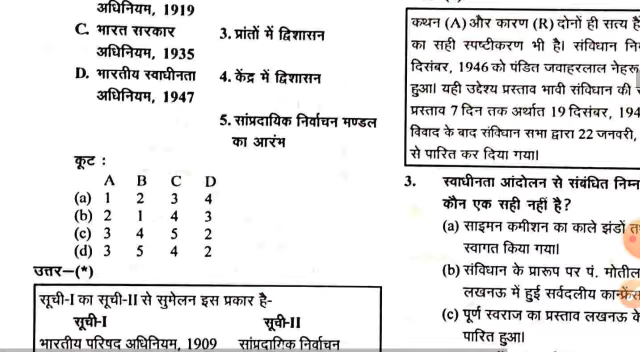 अधिनियम, 1919
C. भारत सरकार 3. प्रांतों में द्विशासन
अधिनियम, 1935
D. भारतीय स्वाधीनता 4. केंद्र में द्विशासन
अधिनियम, 1947
5. सांप्रदायिक निर्वाचन मण्डल
का आरंभ
कूट :
A B C D
(a) 1 2 3 4
(b) 2 1 4 3
(c) 3 4 5 2
(d) 3 5 4 2
उत्तर–(*)
सूची-I का सूची-II से सुमेलन इस प्रकार है-
सूची-I सूची-II
भारतीय परिषद अधिनियम, 1909 सांप्रदायिक निर्वाचन
कथन (A) और कारण (R) दोनों ही सत्य हैं
का सही स्पष्टीकरण भी है। संविधान
दिसंबर, 1946 को पंडित जवाहरलाल नेहरू
हुआ। यही उद्देश्य प्रस्ताव भावी संविधान की
प्रस्ताव 7 दिन तक अर्थात 19 दिसंबर, 194
विवाद के बाद संविधान सभा द्वारा 22 जनवरी,
से पारित कर दिया गया।
3. स्वाधीनता आंदोलन से संबंधित निम्न
कौन एक सही नहीं है?
(a) साइमन कमीशन का काले झंडों
स्वागत किया गया।
(b) संविधान के प्रारूप पर पं. मोतील
लखनऊ में हुई सर्वदलीय कान्फ्रेंस
(c) पूर्ण स्वराज का प्रस्ताव लखनऊ के
पारित हुआ।